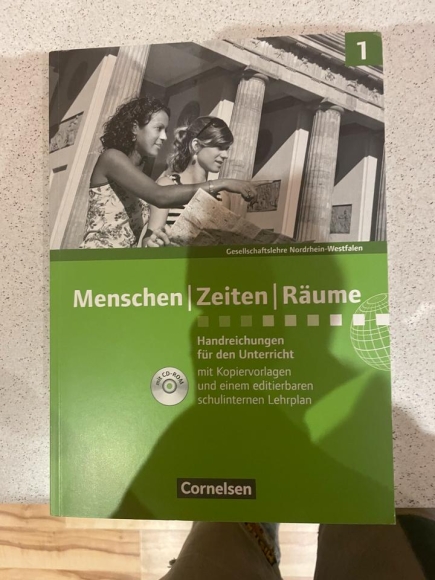 1
Gesellschaftslehre Nordrhein-Westfalen
Menschen|Zeiten|Räume
Handreichungen
für den Unterricht
mit Kopiervorlagen
und einem editierbaren
schulinternen Lehrplan
mit CD-ROM
Cornelsen